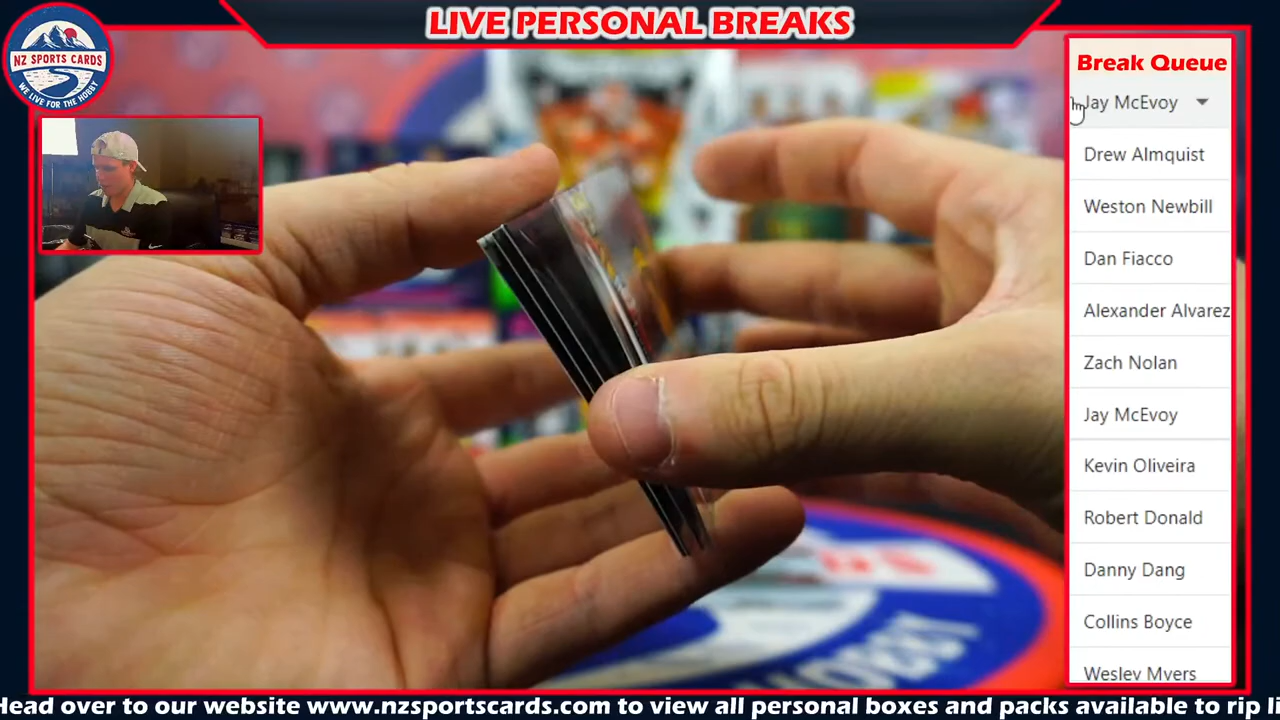 LIVE PERSONAL BREAKS
NZ SPORTS CARDS
WE LIVE FOR THE HOBBY
Break Queue
Jay McEvoy
Drew Almquist
Weston Newbill
Dan Fiacco
Alexander Alvarez
Zach Nolan
Jay McEvoy
Kevin Oliveira
Robert Donald
Danny Dang
Collins Boyce
Wesley Myers
HOBBY
Head over to our website www.nzsportscards.com to view all personal boxes and packs available to rip li